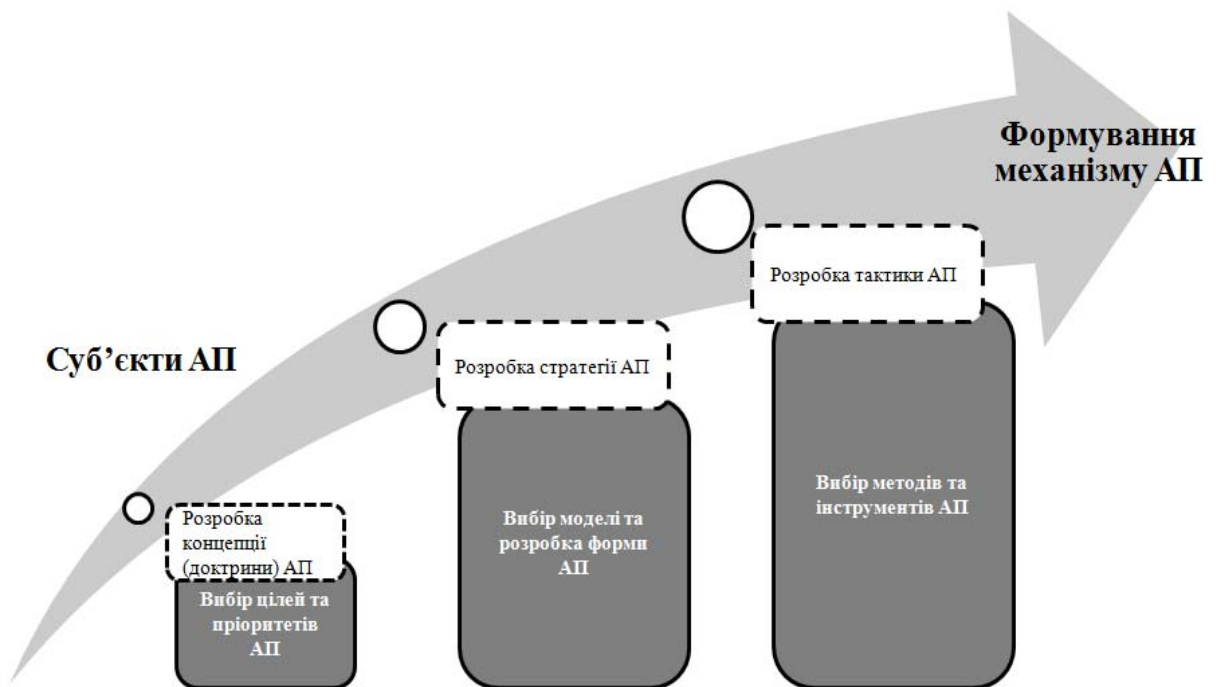 Формування
механізму АП
Розробка тактики АП
Суб’єкти АП
Розробка стратегії АП
Вибір методів та
інструментів АП
Розробка
концепції
(доктрини) АП
Вибір моделі та
розробка форми
АП
Вибір цілей та
пріоритетів
АП